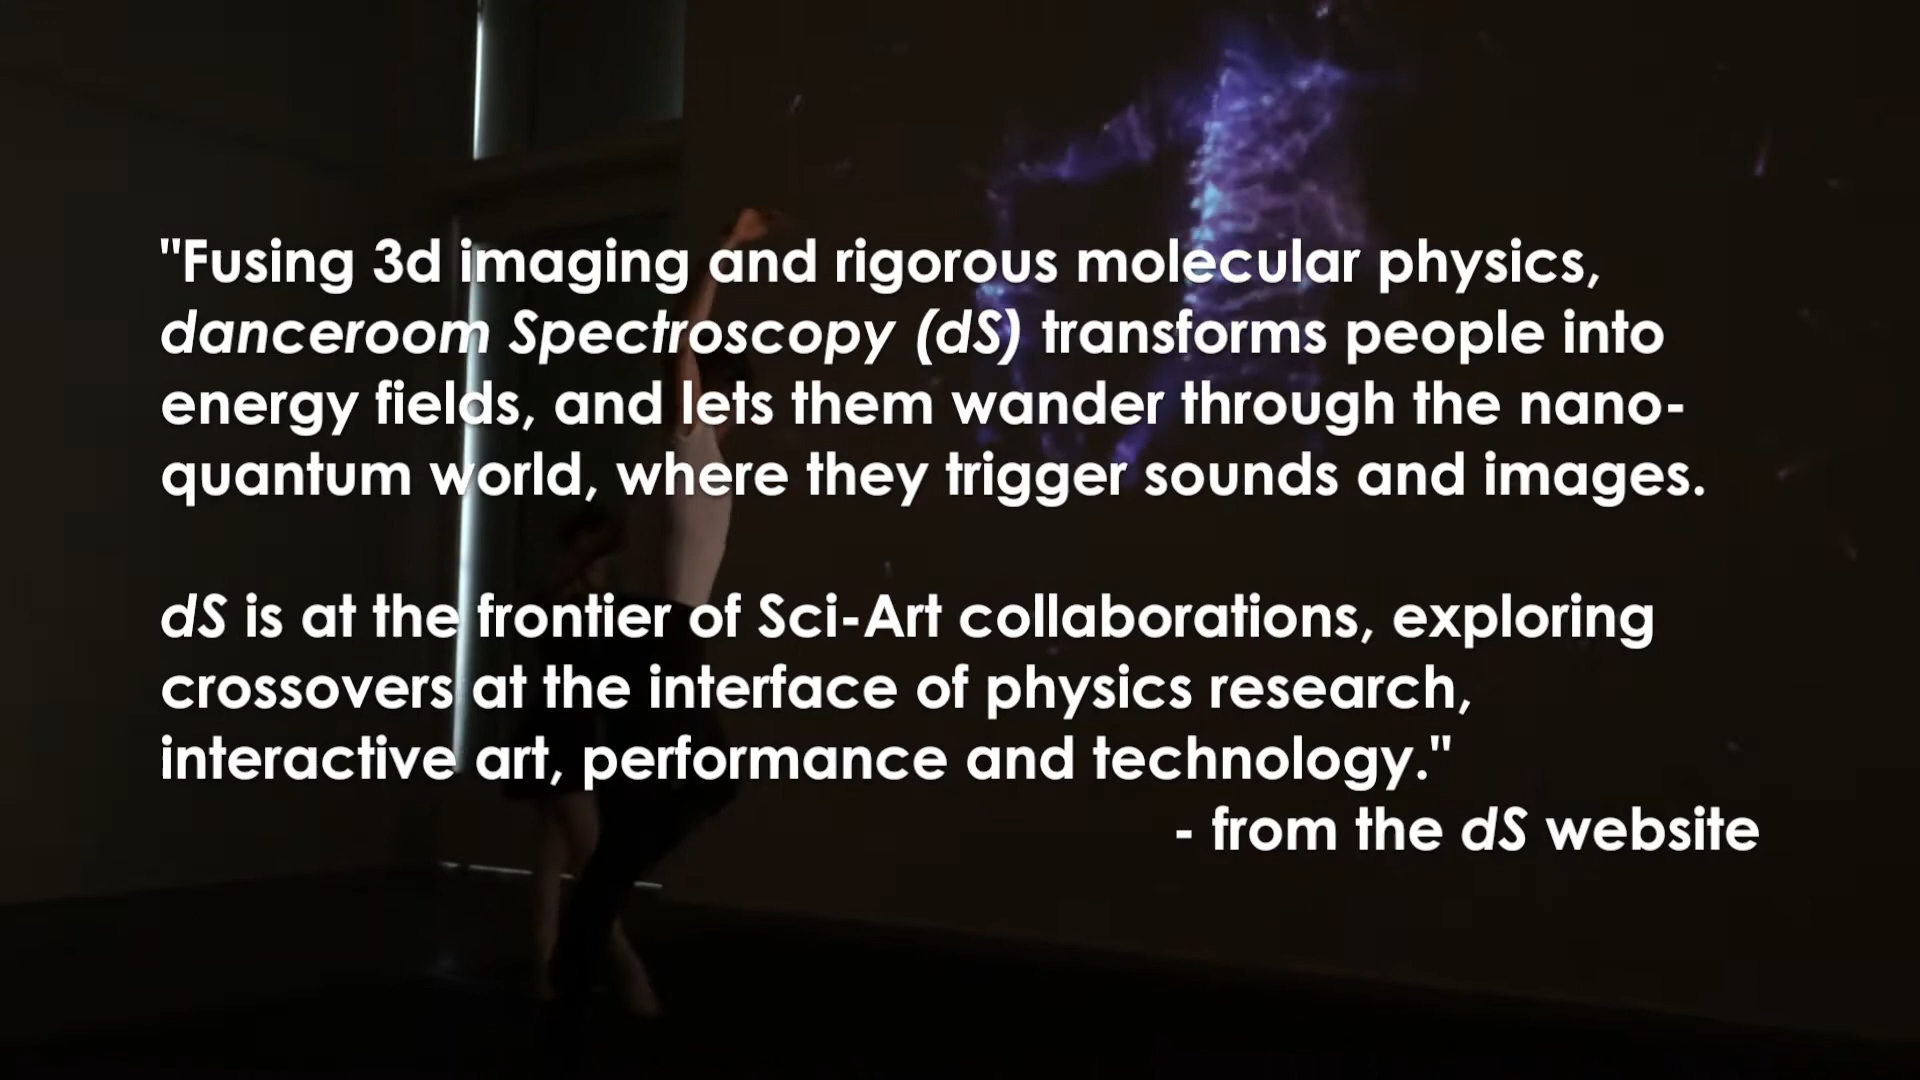 "Fusing 3d imaging and rigorous molecular physics,
danceroom Spectroscopy (dS) transforms people into
energy fields, and lets them wander through the nano-
quantum world, where they trigger sounds and images.
dS is at the frontier of Sci-Art collaborations, exploring
crossovers at the interface of physics research,
interactive art, performance and technology."
- from the dS website